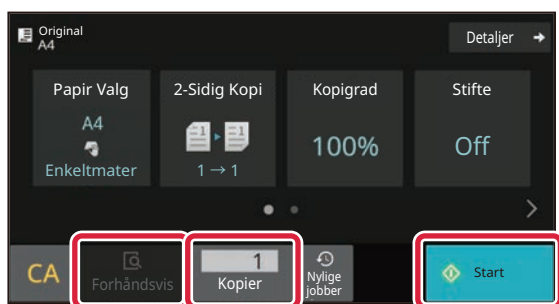 Original
A4
Detaljer
Papir Valg
A4
Enkeltmater
2-Sidig Kopi
1 → 1
Kopigrad
100%
Stifte
Off
CA
Forhåndsvis
1
Kopier
Nylige
jobber
Start